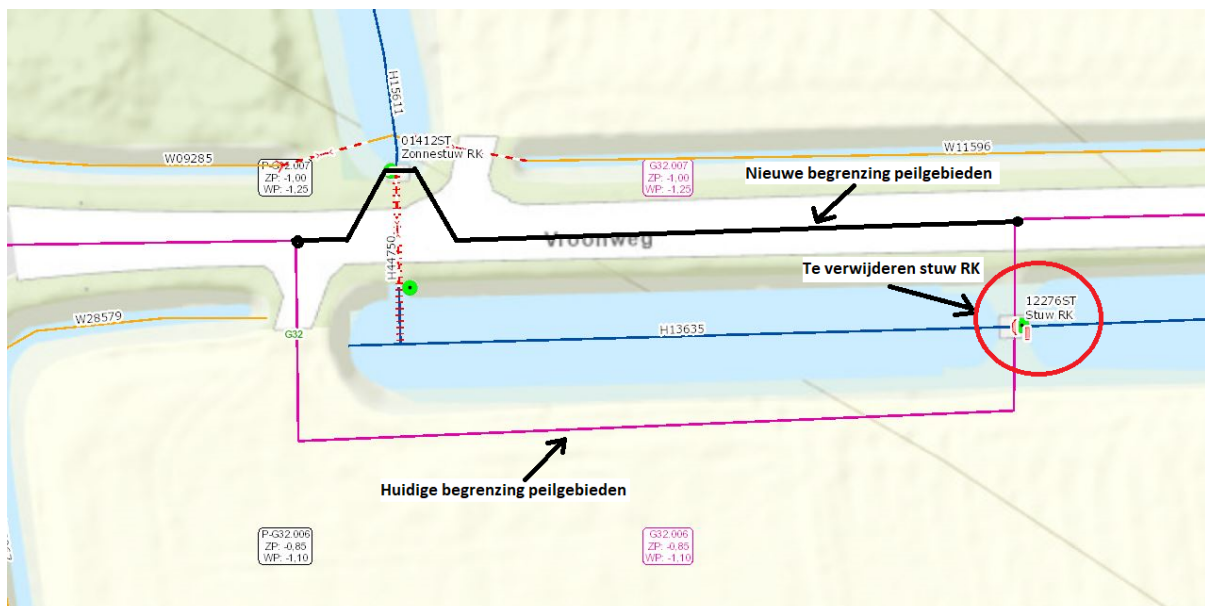 H15611
01412ST
Zonnestuw RK
W09285
W11596
P-G32.007
ZP: -1,00
WP: -1,25
G32.007
ZP: -1,00
WP: -1,25
Nieuwe begrenzing peilgebieden
Vroonweg
H44750
Te verwijderen stuw RK
12276ST
Stuw RK
W28579
G32
H13635
Huidige begrenzing peilgebieden
P-G32.006
ZP: -0,85
WP: -1,10
G32.006
ZP: -0,85
WP: -1,10